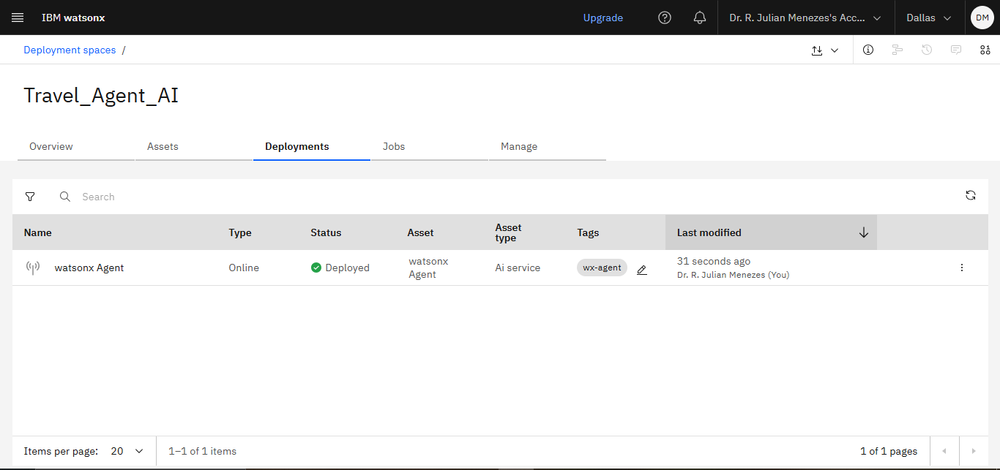 IBM watsonx
Upgrade
Dr. R. Julian Menezes's Acc...
Dallas
DM
Deployment spaces /
Travel_Agent_AI
Overview
Assets
Deployments
Jobs
Manage
Search
Name
Type
Status
Asset
Asset
type
Tags
Last modified
watsonx Agent
Online
Deployed
watsonx
Agent
Ai service
wx-agent
31 seconds ago
Dr. R. Julian Menezes (You)
Items per page: 20
1–1 of 1 items
1 of 1 pages